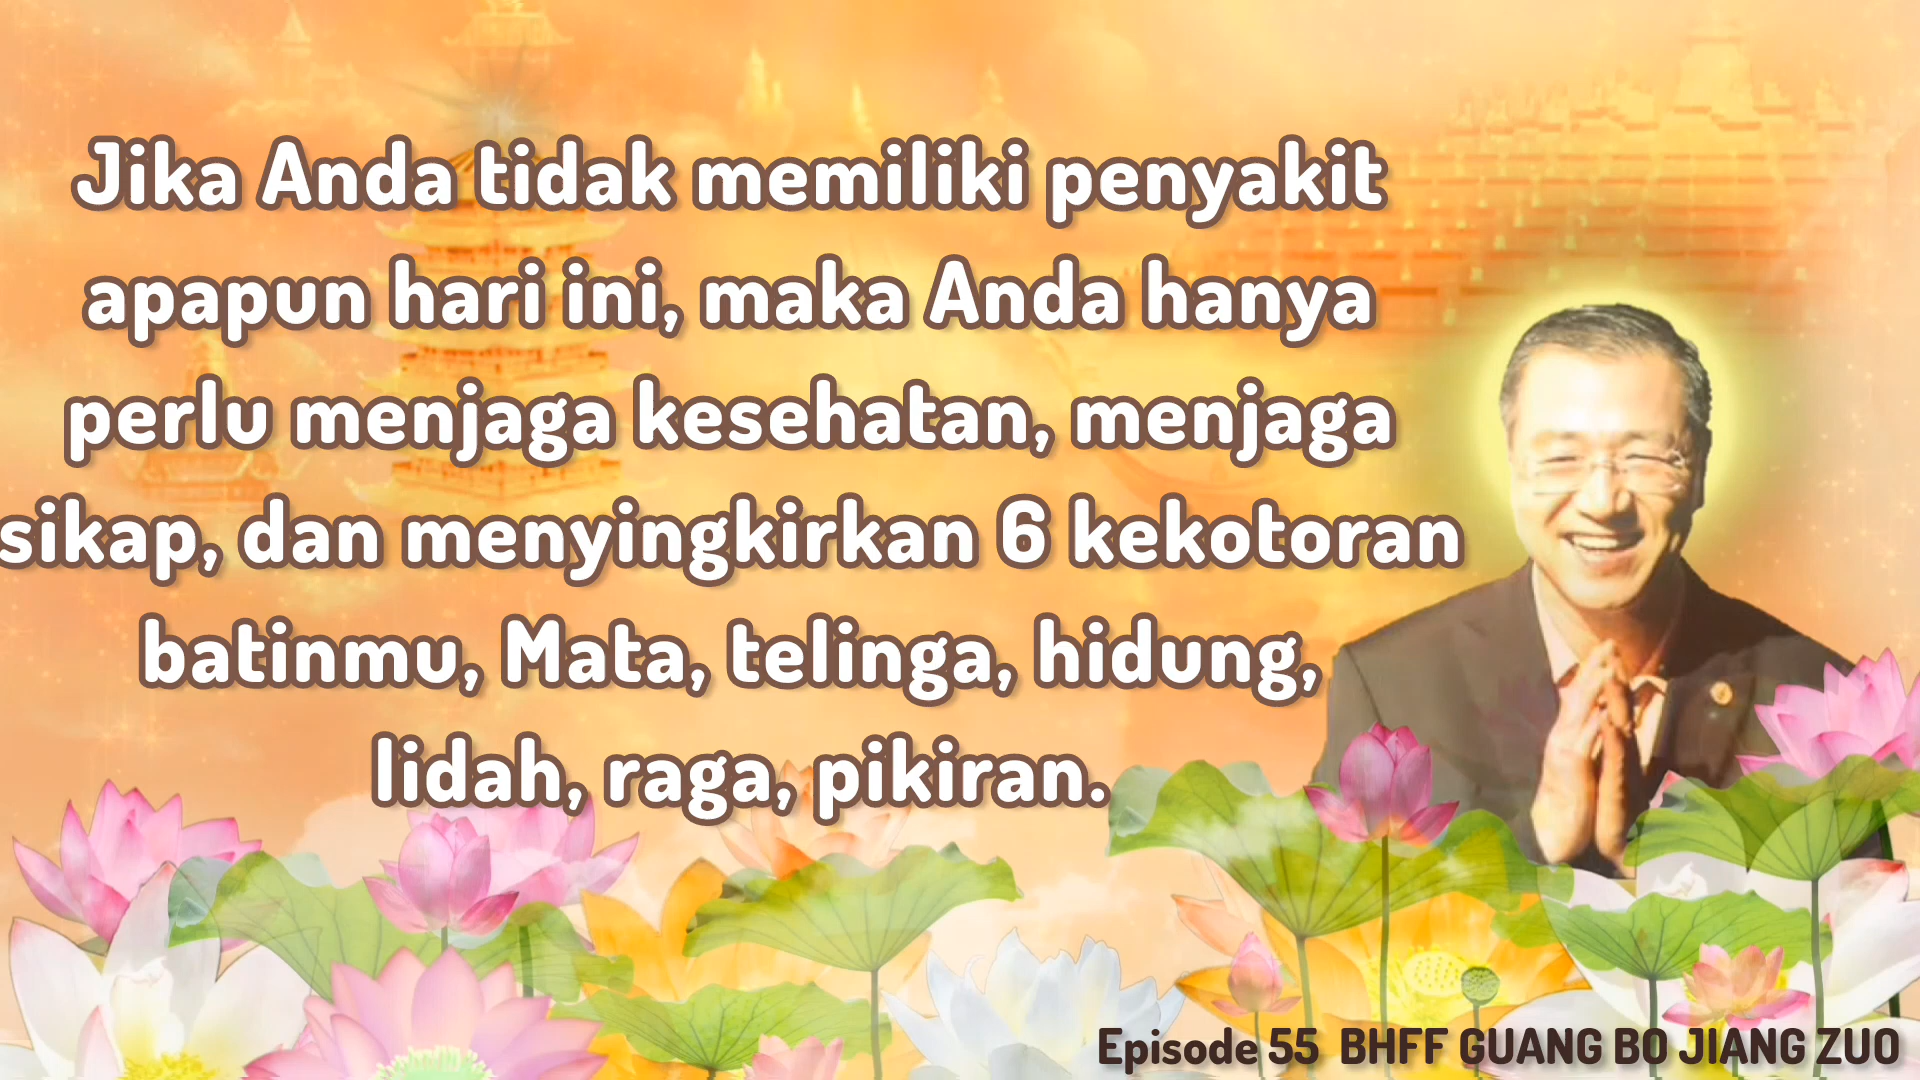 Jika Anda tidak memiliki penyakit
apapun hari ini, maka Anda hanya
perlu menjaga kesehatan, menjaga
sikap, dan menyingkirkan 6 kekotoran
batinmu, Mata, telinga, hidung,
lidah, raga, pikiran.
Episode 55 BHFF GUANG BO JIANG ZUO